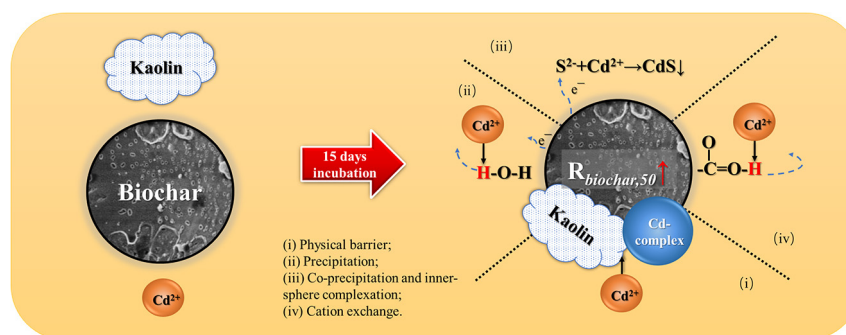 Kaolin
Biochar
Cd²⁺
15 days
incubation
(i) Physical barrier;
(ii) Precipitation;
(iii) Co-precipitation and inner-
sphere complexation;
(iv) Cation exchange.
(iii)
S²⁻+Cd²⁺→CdS↓
e⁻
(ii)
Cd²⁺
e⁻
H-O-H
R biochar,50 ↑
Cd²⁺
O
-C=O-H
Kaolin
Cd-
complex
(iv)
(i)
Cd²⁺